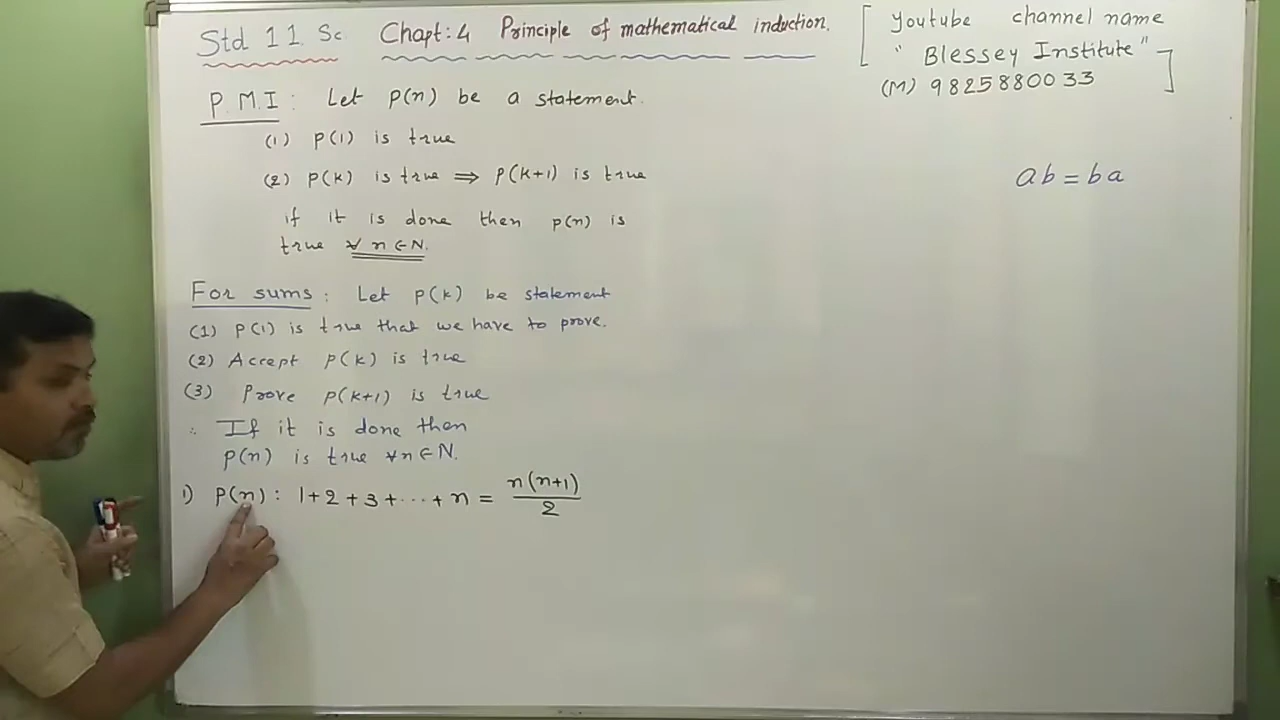 Std 11 Sc. Chapt: 4 Principle of mathematical induction.
[ Youtube channel name
" Blessey Institute "
(M) 9825880033 ]
P.M.I : Let P(n) be a statement.
(1) P(1) is true
(2) P(k) is true ⟹ P(k+1) is true
if it is done then P(n) is
true ∀ n ∈ N.
ab = ba
For sums : Let P(k) be statement
(1) P(1) is true that we have to prove.
(2) Accept P(k) is true
(3) Prove P(k+1) is true
∴ If it is done then
P(n) is true ∀ n ∈ N.
1) P(n) : 1+2+3+⋯+n = n(n+1)/2